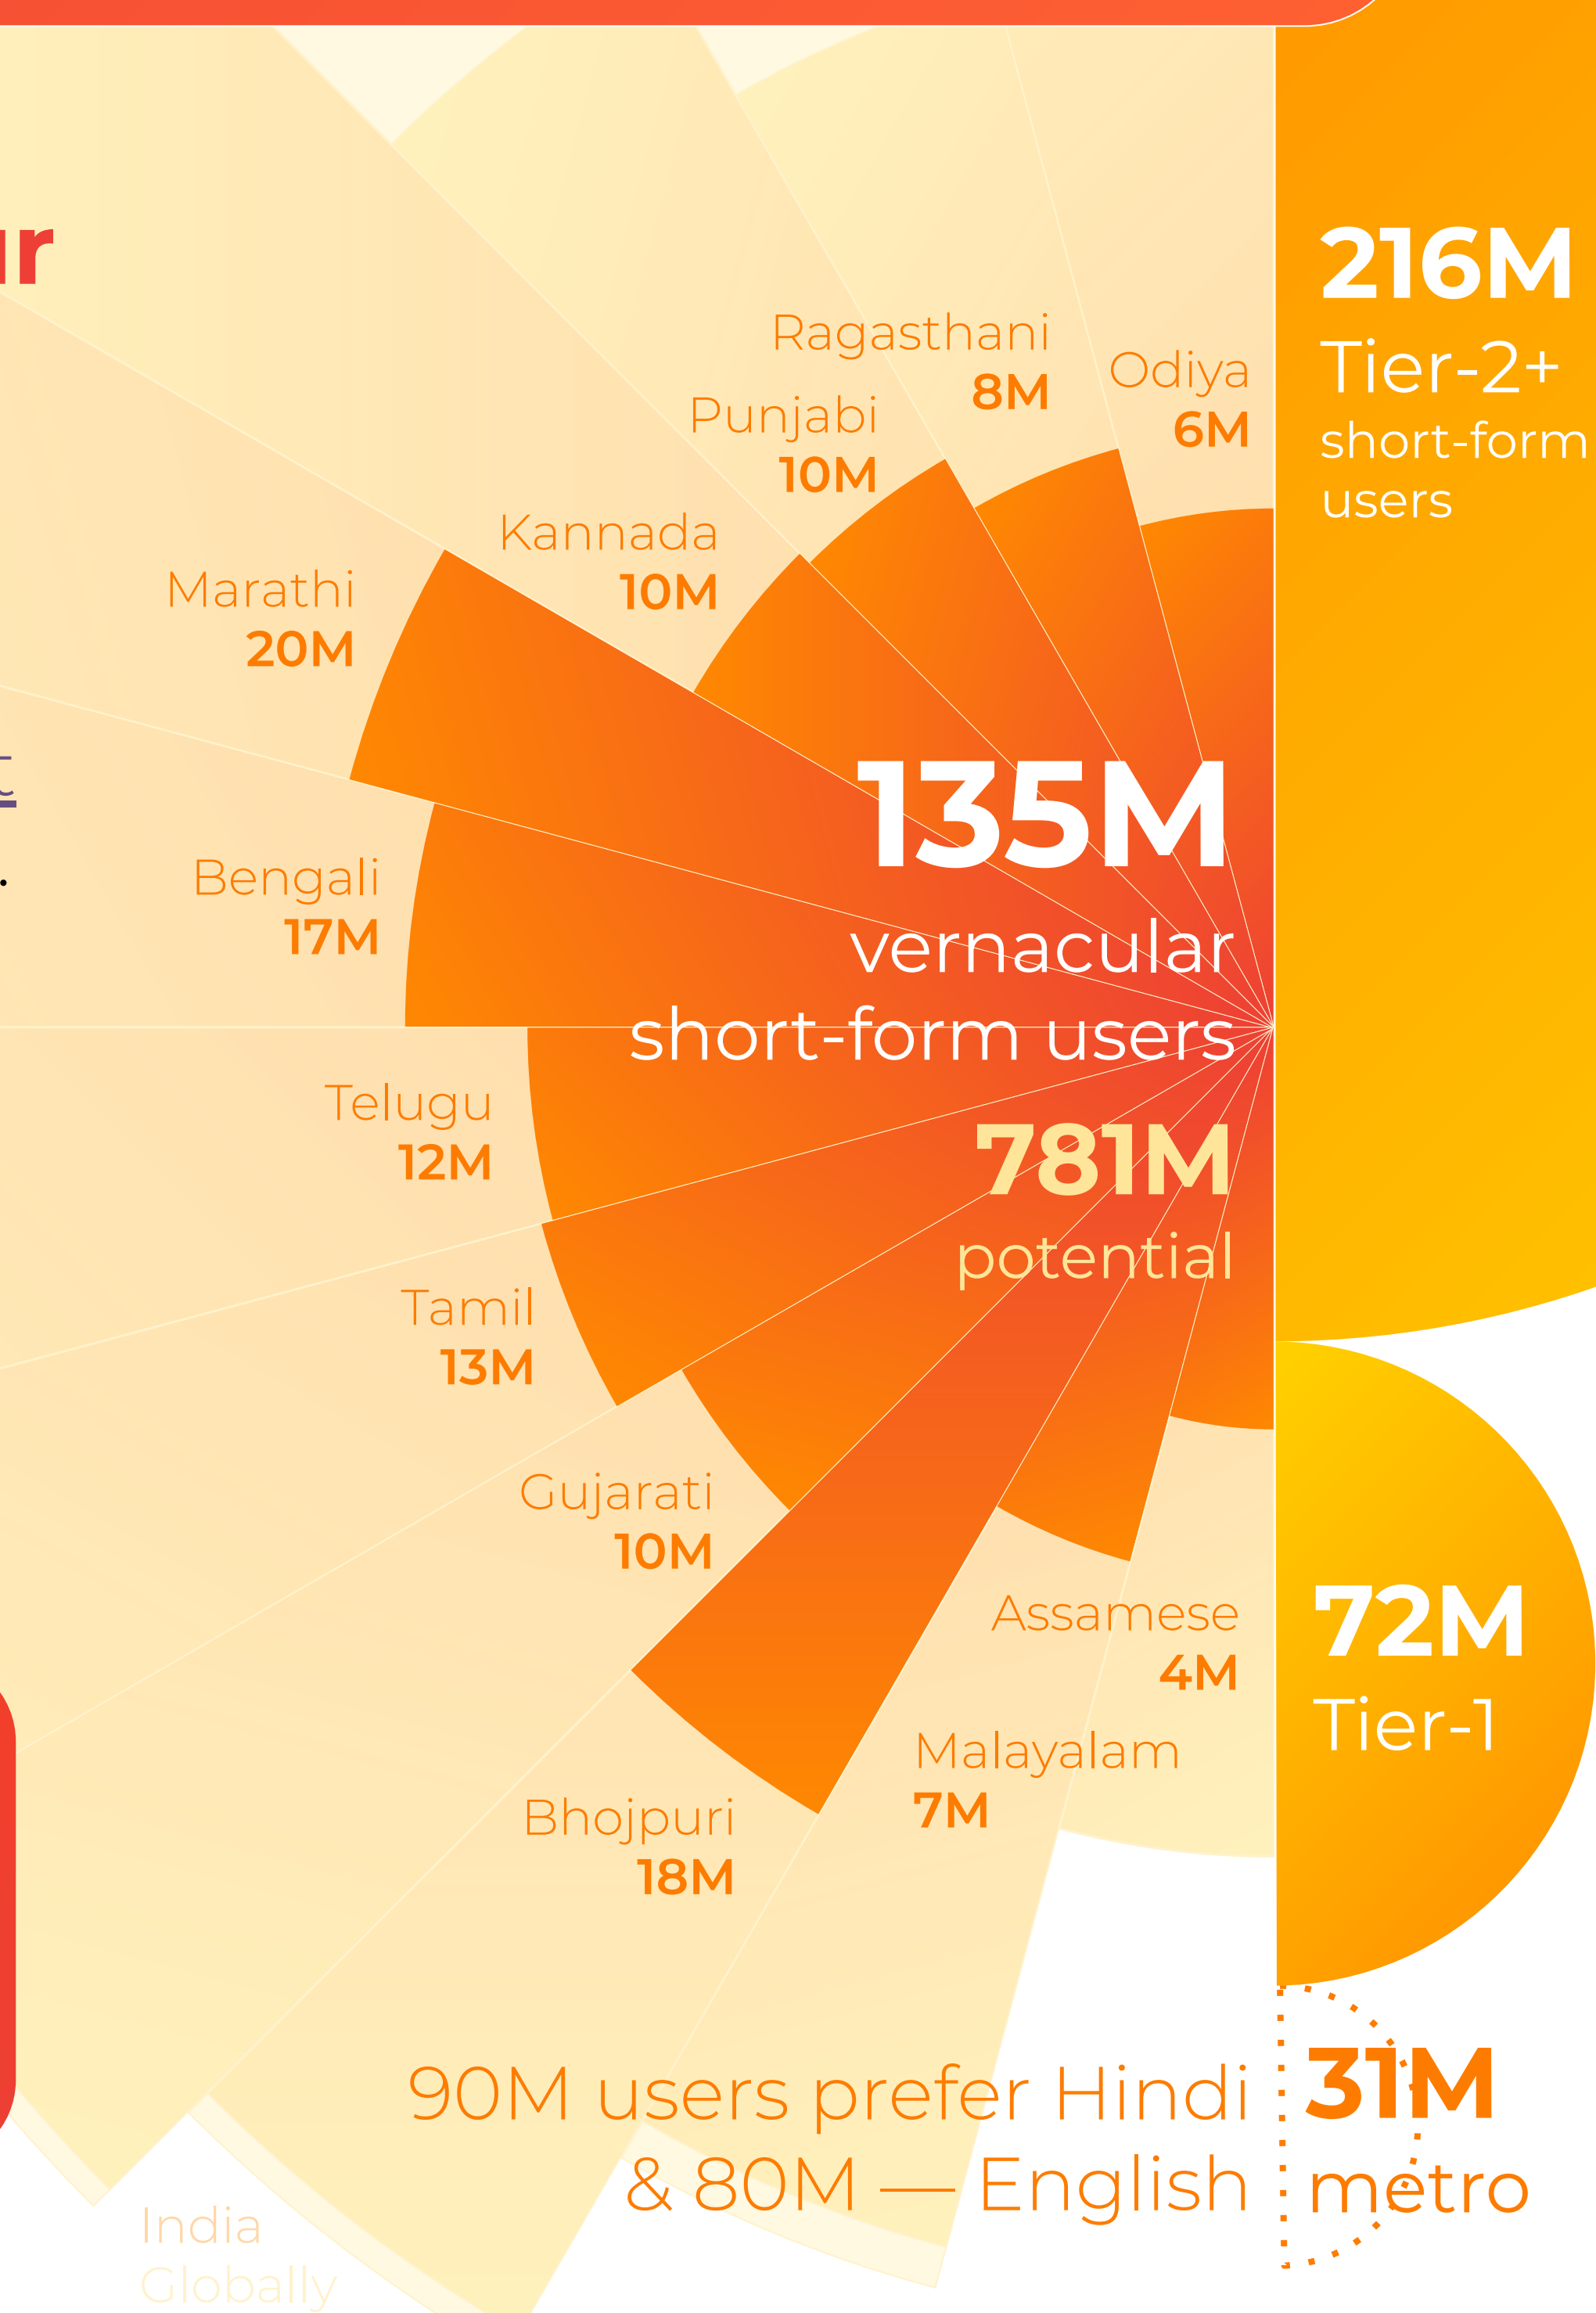 216M
Tier-2+
short-form
users
Ragasthani
8M
Odiya
6M
Punjabi
10M
Kannada
10M
Marathi
20M
135M
vernacular
short-form users
Bengali
17M
781M
potential
Telugu
12M
Tamil
13M
Gujarati
10M
Assamese
4M
72M
Tier-1
Malayalam
7M
Bhojpuri
18M
90M users prefer Hindi
& 80M — English
31M
metro
India
Globally